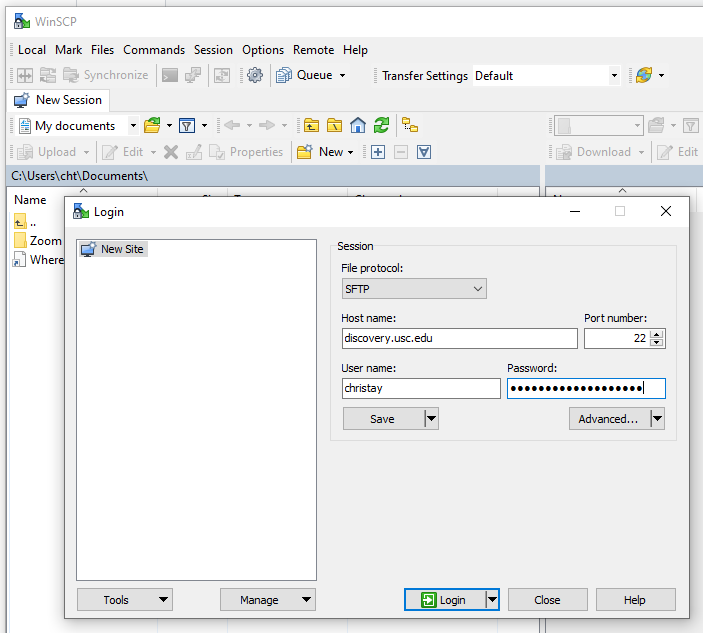 WinSCP
Local Mark Files Commands Session Options Remote Help
Synchronize Queue Transfer Settings Default
New Session
My documents
Upload Edit Properties New Download Edit
C:\Users\cht\Documents\
Name
..
Zoom
Where
Login
New Site
Session
File protocol:
SFTP
Host name: Port number:
discovery.usc.edu 22
User name: Password:
christay ●●●●●●●●●●●●●●●●●●●
Save Advanced...
Tools Manage Login Close Help